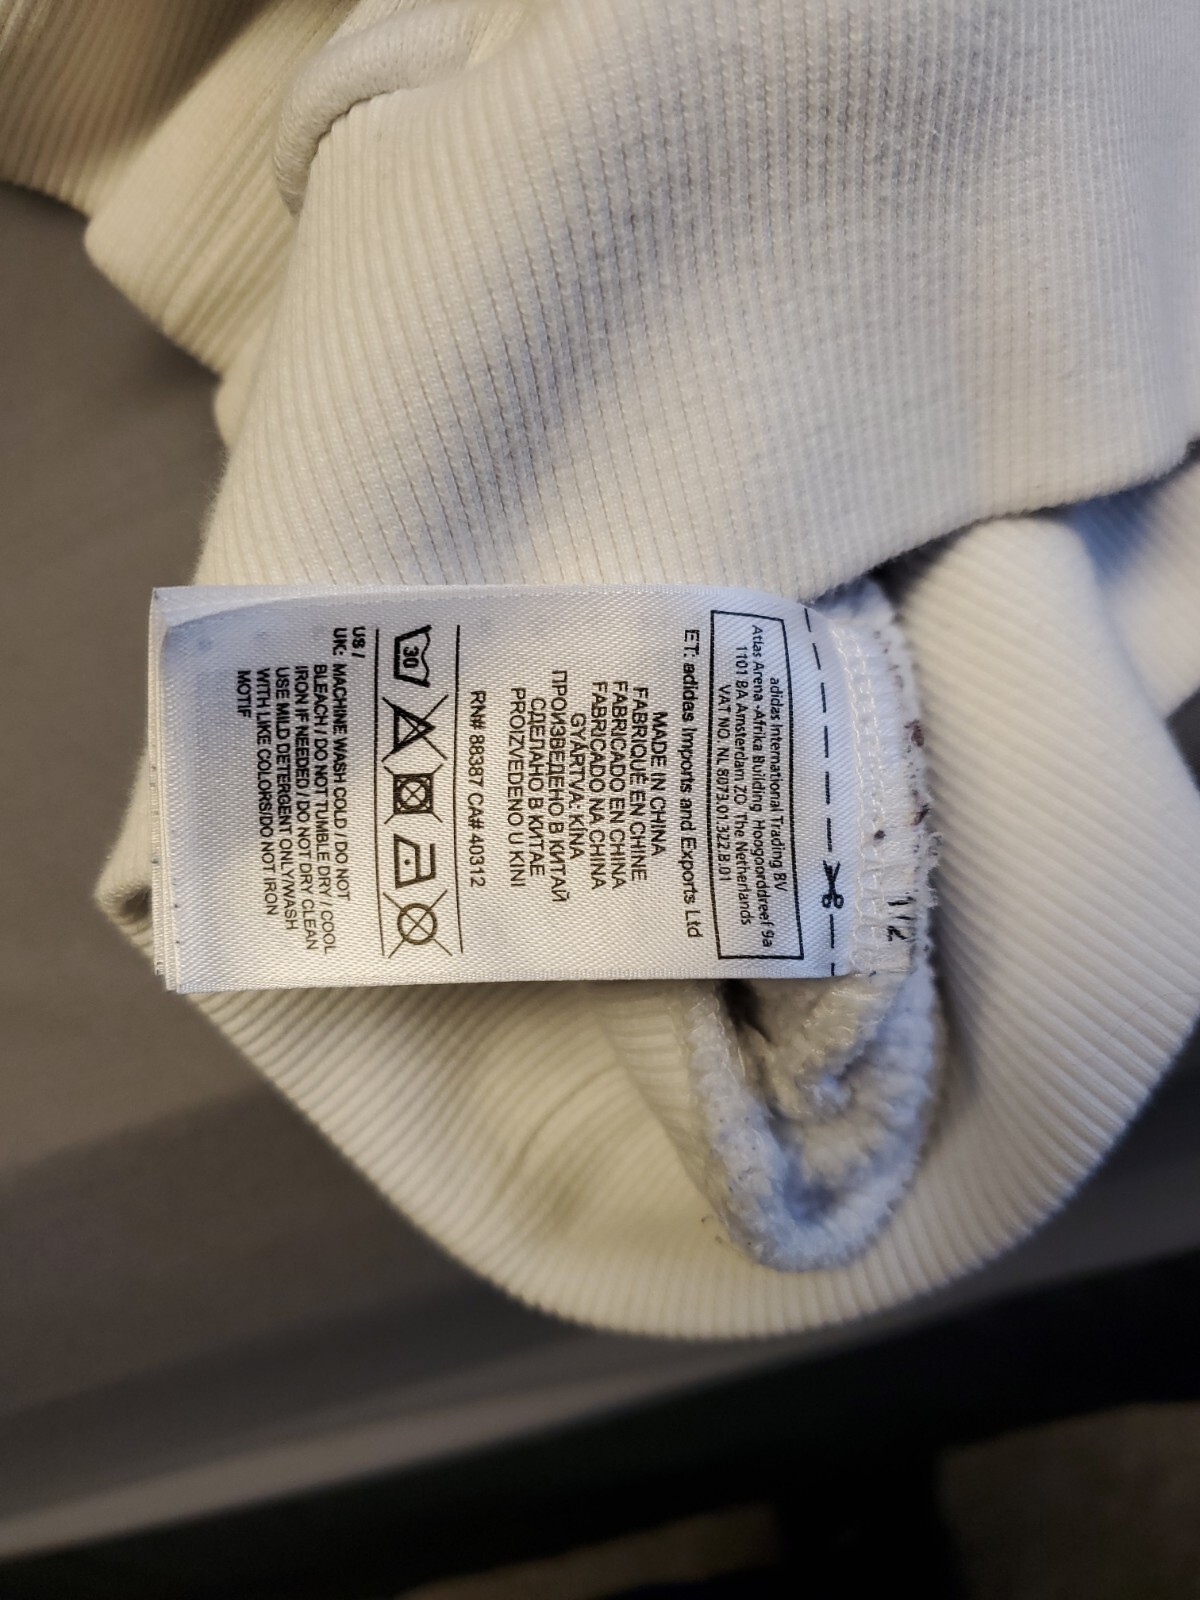 1/2
adidas International Trading BV
Atlas Arena -Afrika Building Hoogoorddreef 9a
1101 BA Amsterdam ZO The Netherlands
VAT NO. NL 8073.01.322.B.01
ET: adidas Imports and Exports Ltd
MADE IN CHINA
FABRIQUÉ EN CHINE
FABRICADO EN CHINA
FABRICADO NA CHINA
GYÁRTVA: KÍNA
ПРОИЗВЕДЕНО В КИТАЙ
СДЕЛАНО В КИТАЕ
PROIZVEDENO U KINI
RN# 88387 CA# 40312
30
US /
UK: MACHINE WASH COLD / DO NOT
BLEACH / DO NOT TUMBLE DRY / COOL
IRON IF NEEDED / DO NOT DRY CLEAN
USE MILD DETERGENT ONLY/WASH
WITH LIKE COLORS/DO NOT IRON
MOTIF